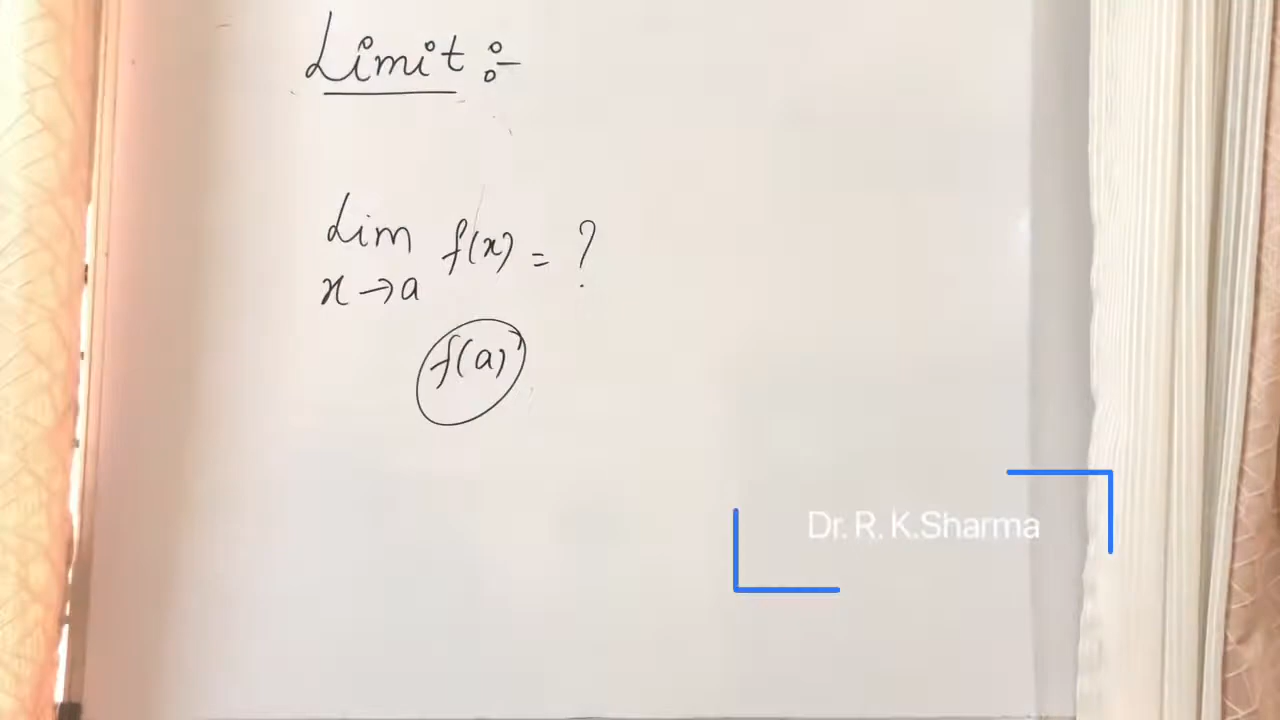 Limit :-
Lim f(x) = ?
x→a
f(a)
Dr. R. K.Sharma